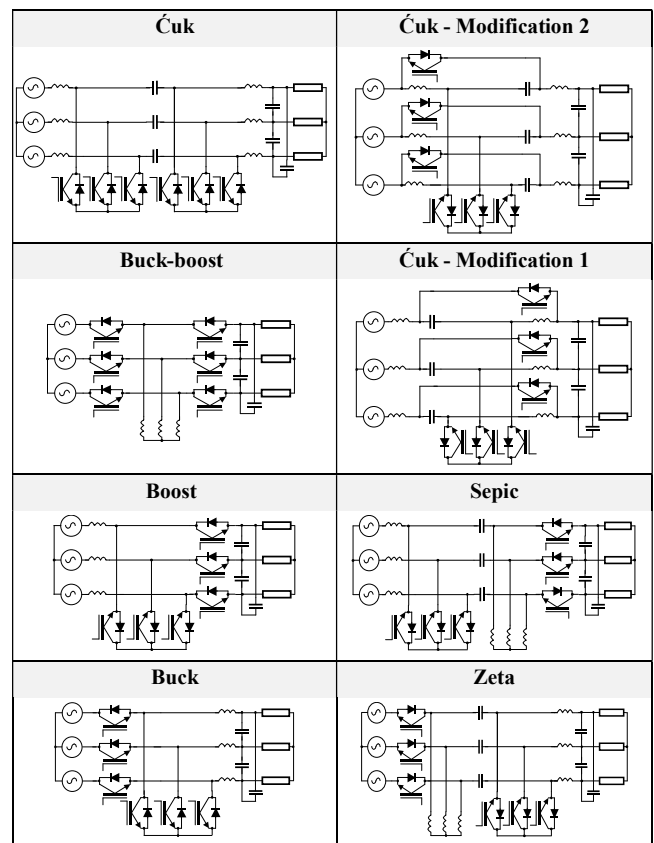 Ćuk
Ćuk - Modification 2
Buck-boost
Ćuk - Modification 1
Boost
Sepic
Buck
Zeta